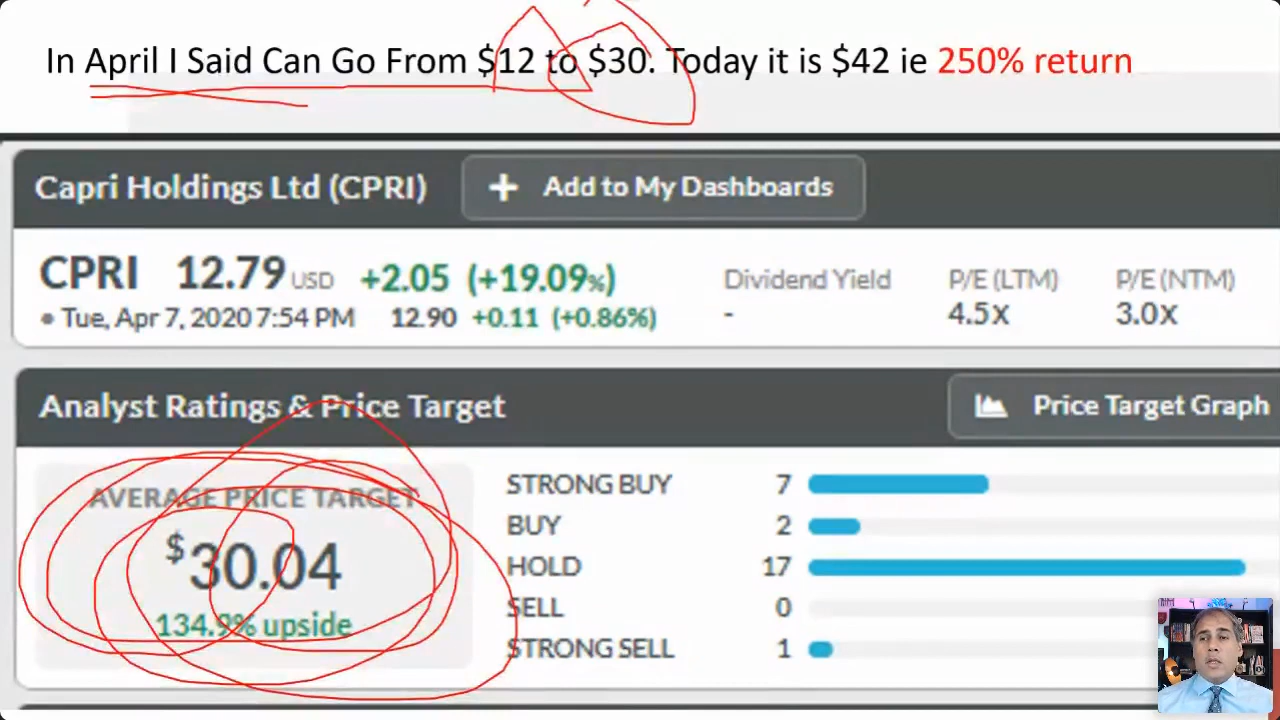 In April I Said Can Go From $12 to $30. Today it is $42 ie 250% return
Capri Holdings Ltd (CPRI) + Add to My Dashboards
CPRI 12.79 USD +2.05 (+19.09%) Dividend Yield P/E (LTM) P/E (NTM)
• Tue, Apr 7, 2020 7:54 PM 12.90 +0.11 (+0.86%) - 4.5x 3.0x
Analyst Ratings & Price Target Price Target Graph
AVERAGE PRICE TARGET STRONG BUY 7
BUY 2
$30.04 HOLD 17
SELL 0
134.9% upside STRONG SELL 1